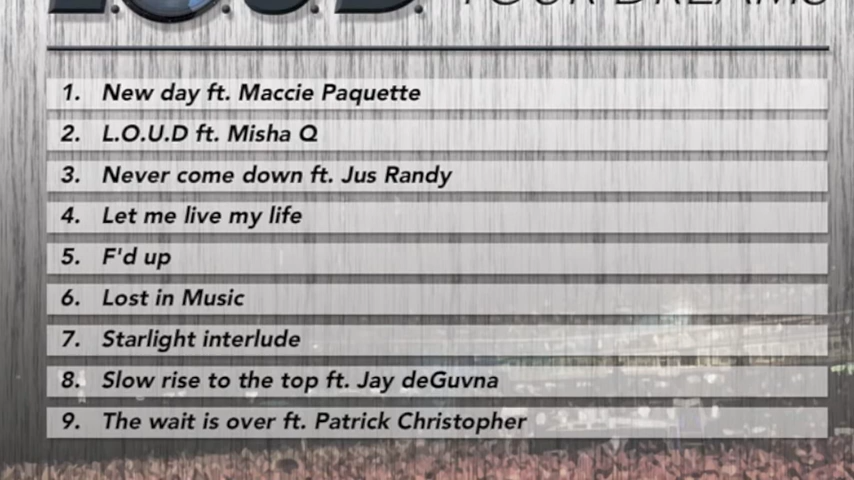 L.O.U.D. YOUR DREAMS
1. New day ft. Maccie Paquette
2. L.O.U.D ft. Misha Q
3. Never come down ft. Jus Randy
4. Let me live my life
5. F'd up
6. Lost in Music
7. Starlight interlude
8. Slow rise to the top ft. Jay deGuvna
9. The wait is over ft. Patrick Christopher